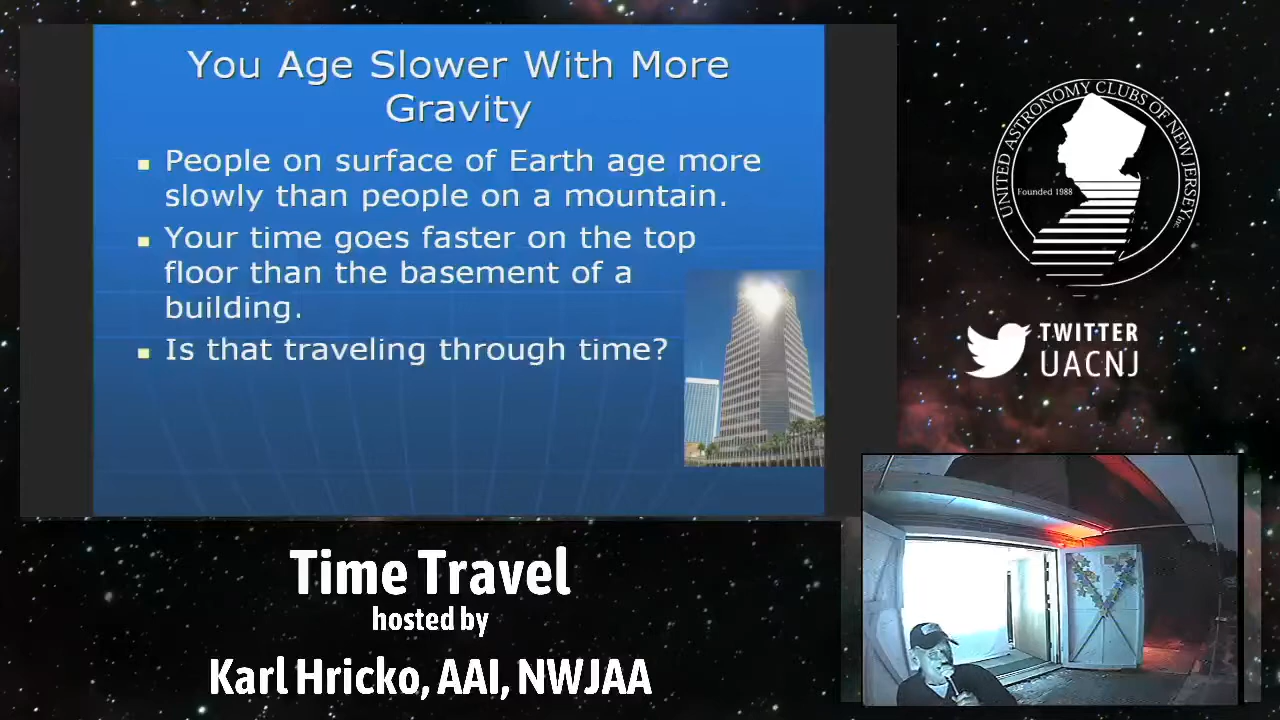 You Age Slower With More
Gravity
People on surface of Earth age more
slowly than people on a mountain.
Your time goes faster on the top
floor than the basement of a
building.
Is that traveling through time?
UNITED ASTRONOMY CLUBS OF NEW JERSEY Inc.
Founded 1988
TWITTER
UACNJ
Time Travel
hosted by
Karl Hricko, AAI, NWJAA